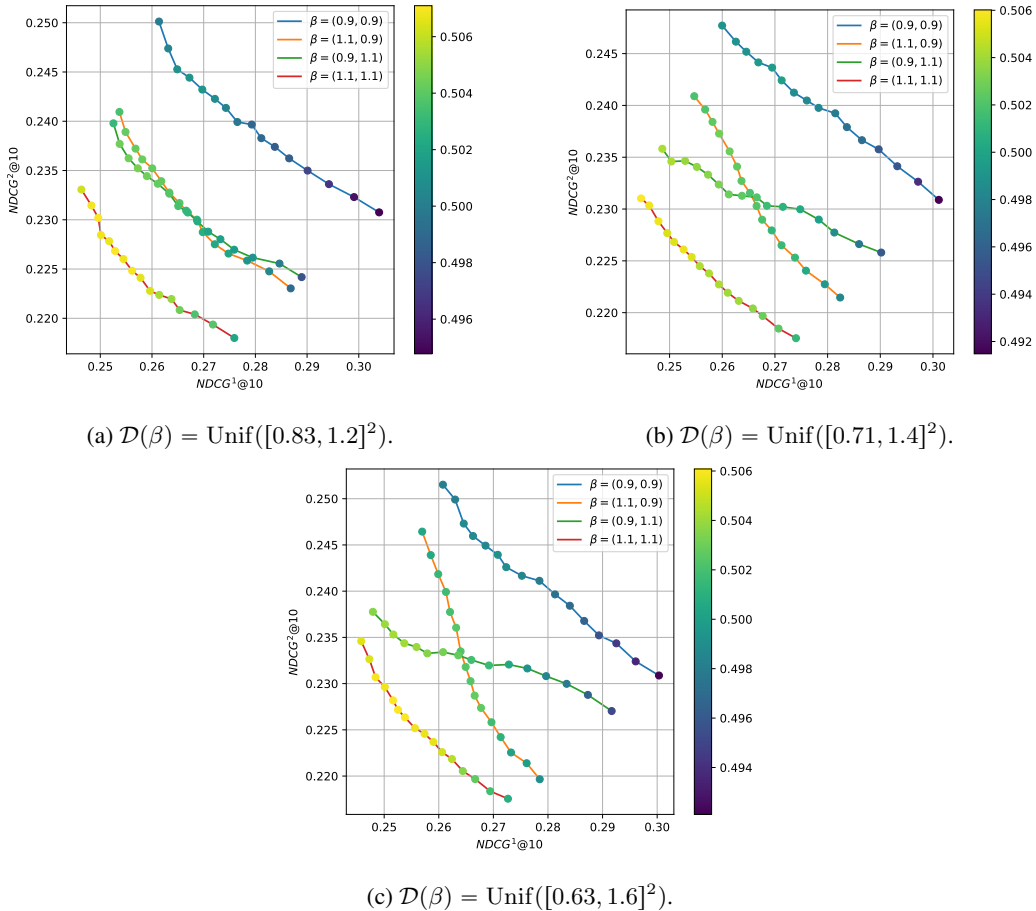 0.250
0.245
0.240
0.235
0.230
0.225
0.220
NDCG²@10
0.25 0.26 0.27 0.28 0.29 0.30
NDCG¹@10
β = (0.9, 0.9)
β = (1.1, 0.9)
β = (0.9, 1.1)
β = (1.1, 1.1)
0.506
0.504
0.502
0.500
0.498
0.496
(a) 𝒟(β) = Unif([0.83, 1.2]²).
0.250
0.245
0.240
0.235
0.230
0.225
0.220
NDCG²@10
0.25 0.26 0.27 0.28 0.29 0.30
NDCG¹@10
β = (0.9, 0.9)
β = (1.1, 0.9)
β = (0.9, 1.1)
β = (1.1, 1.1)
0.506
0.504
0.502
0.500
0.498
0.496
0.494
0.492
(b) 𝒟(β) = Unif([0.71, 1.4]²).
0.250
0.245
0.240
0.235
0.230
0.225
0.220
NDCG²@10
0.25 0.26 0.27 0.28 0.29 0.30
NDCG¹@10
β = (0.9, 0.9)
β = (1.1, 0.9)
β = (0.9, 1.1)
β = (1.1, 1.1)
0.506
0.504
0.502
0.500
0.498
0.496
0.494
(c) 𝒟(β) = Unif([0.63, 1.6]²).